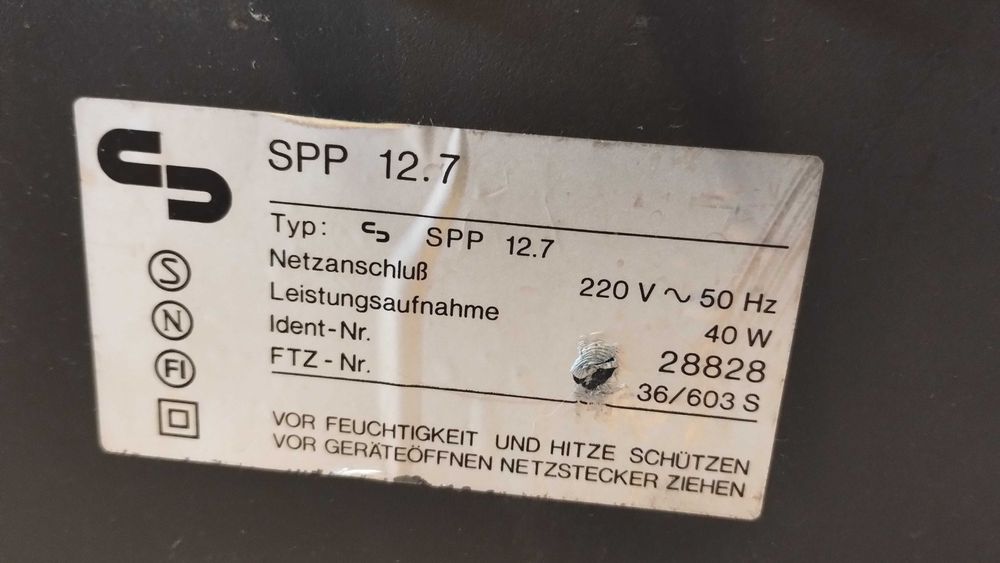 SPP 12.7
Typ: SPP 12.7
Netzanschluß 220 V ~ 50 Hz
Leistungsaufnahme 40 W
Ident-Nr. 28828
FTZ-Nr. 36/603 S
S
N
FI
VOR FEUCHTIGKEIT UND HITZE SCHÜTZEN
VOR GERÄTEÖFFNEN NETZSTECKER ZIEHEN